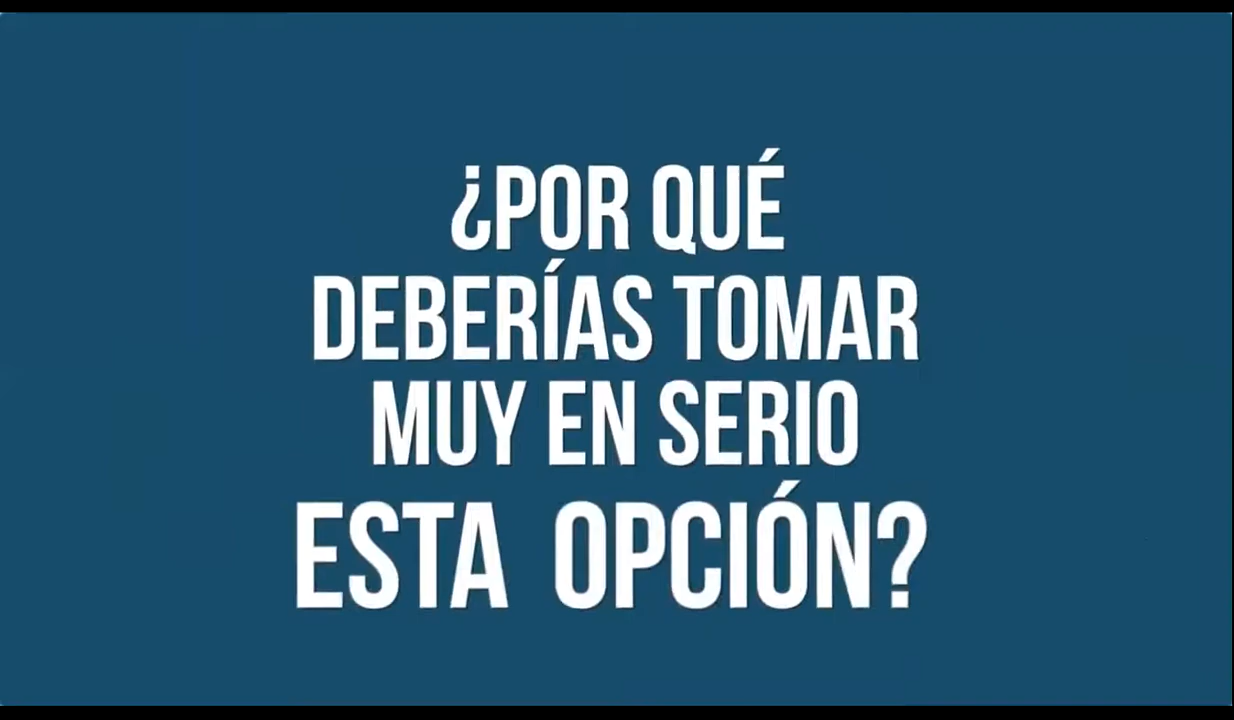 ¿POR QUÉ
DEBERÍAS TOMAR
MUY EN SERIO
ESTA OPCIÓN?